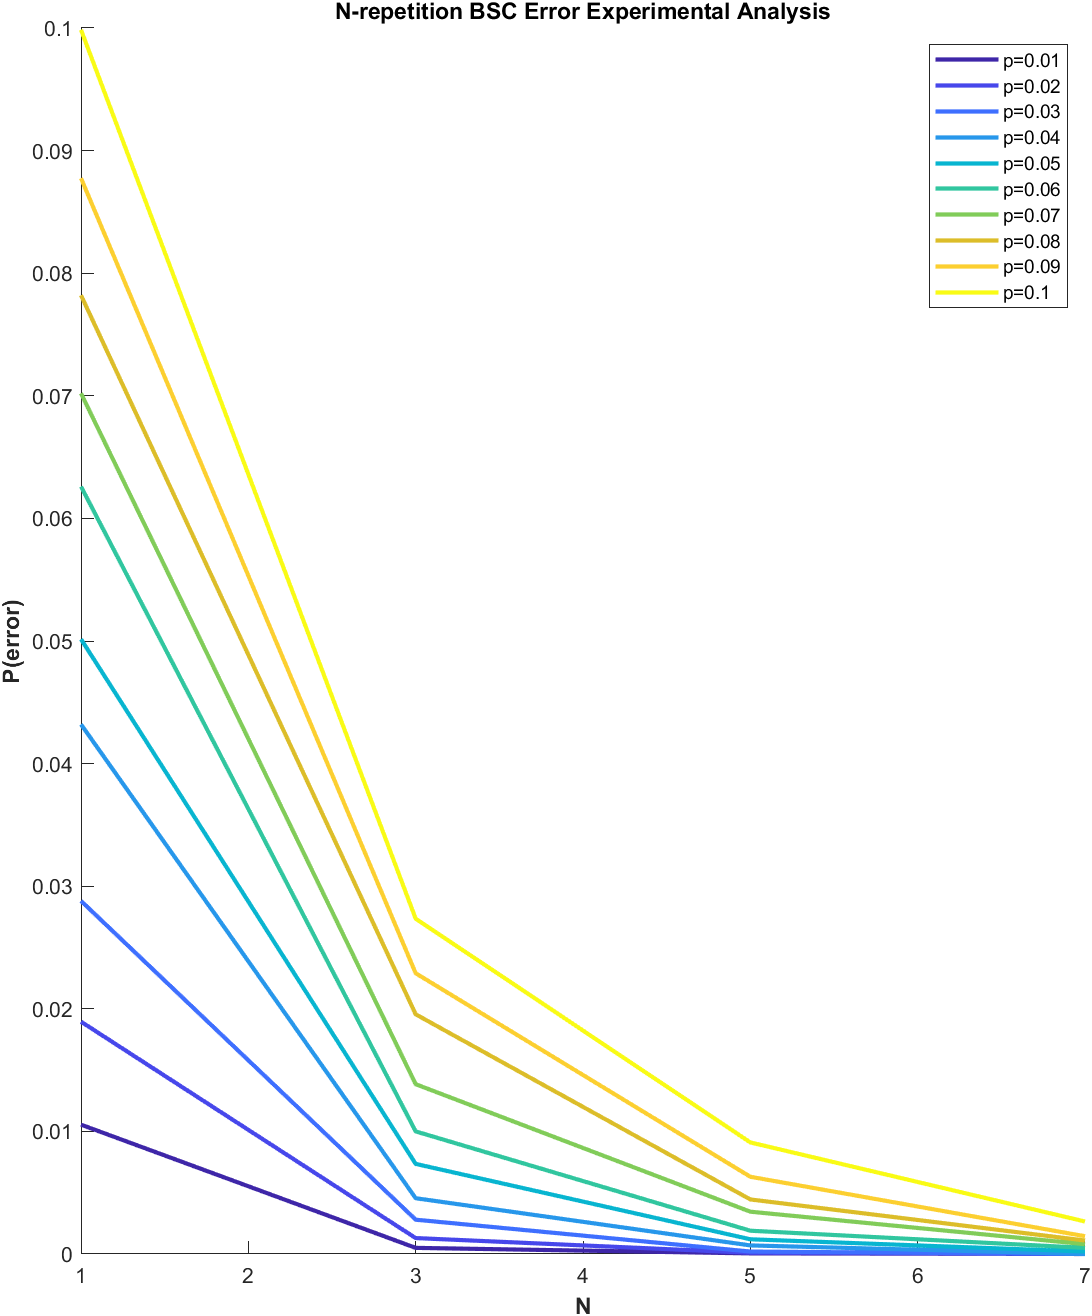 N-repetition BSC Error Experimental Analysis
0.1
0.09
0.08
0.07
0.06
0.05
0.04
0.03
0.02
0.01
0
P(error)
p=0.01
p=0.02
p=0.03
p=0.04
p=0.05
p=0.06
p=0.07
p=0.08
p=0.09
p=0.1
1 2 3 4 5 6 7
N